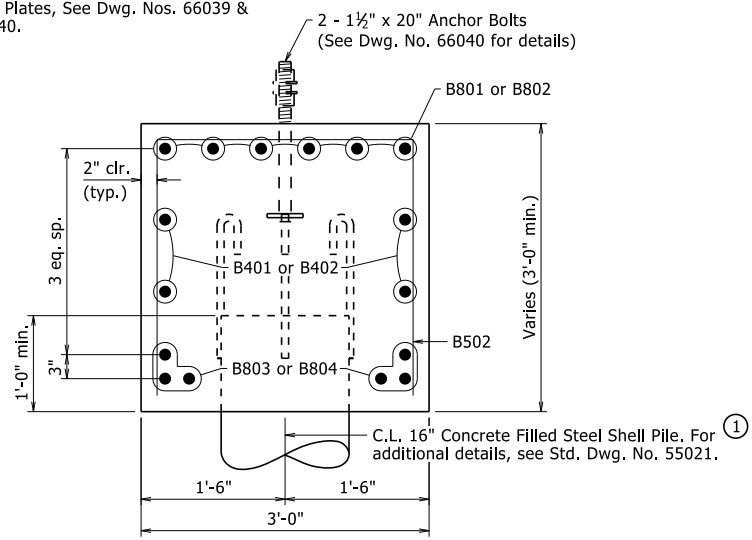 Plates, See Dwg. Nos. 66039 &
40.
2 - 1½" x 20" Anchor Bolts
(See Dwg. No. 66040 for details)
B801 or B802
2" clr.
(typ.)
3 eq. sp.
Varies (3'-0" min.)
B401 or B402
1'-0" min.
3"
B502
B803 or B804
C.L. 16" Concrete Filled Steel Shell Pile. For
additional details, see Std. Dwg. No. 55021.
1
1'-6"
1'-6"
3'-0"